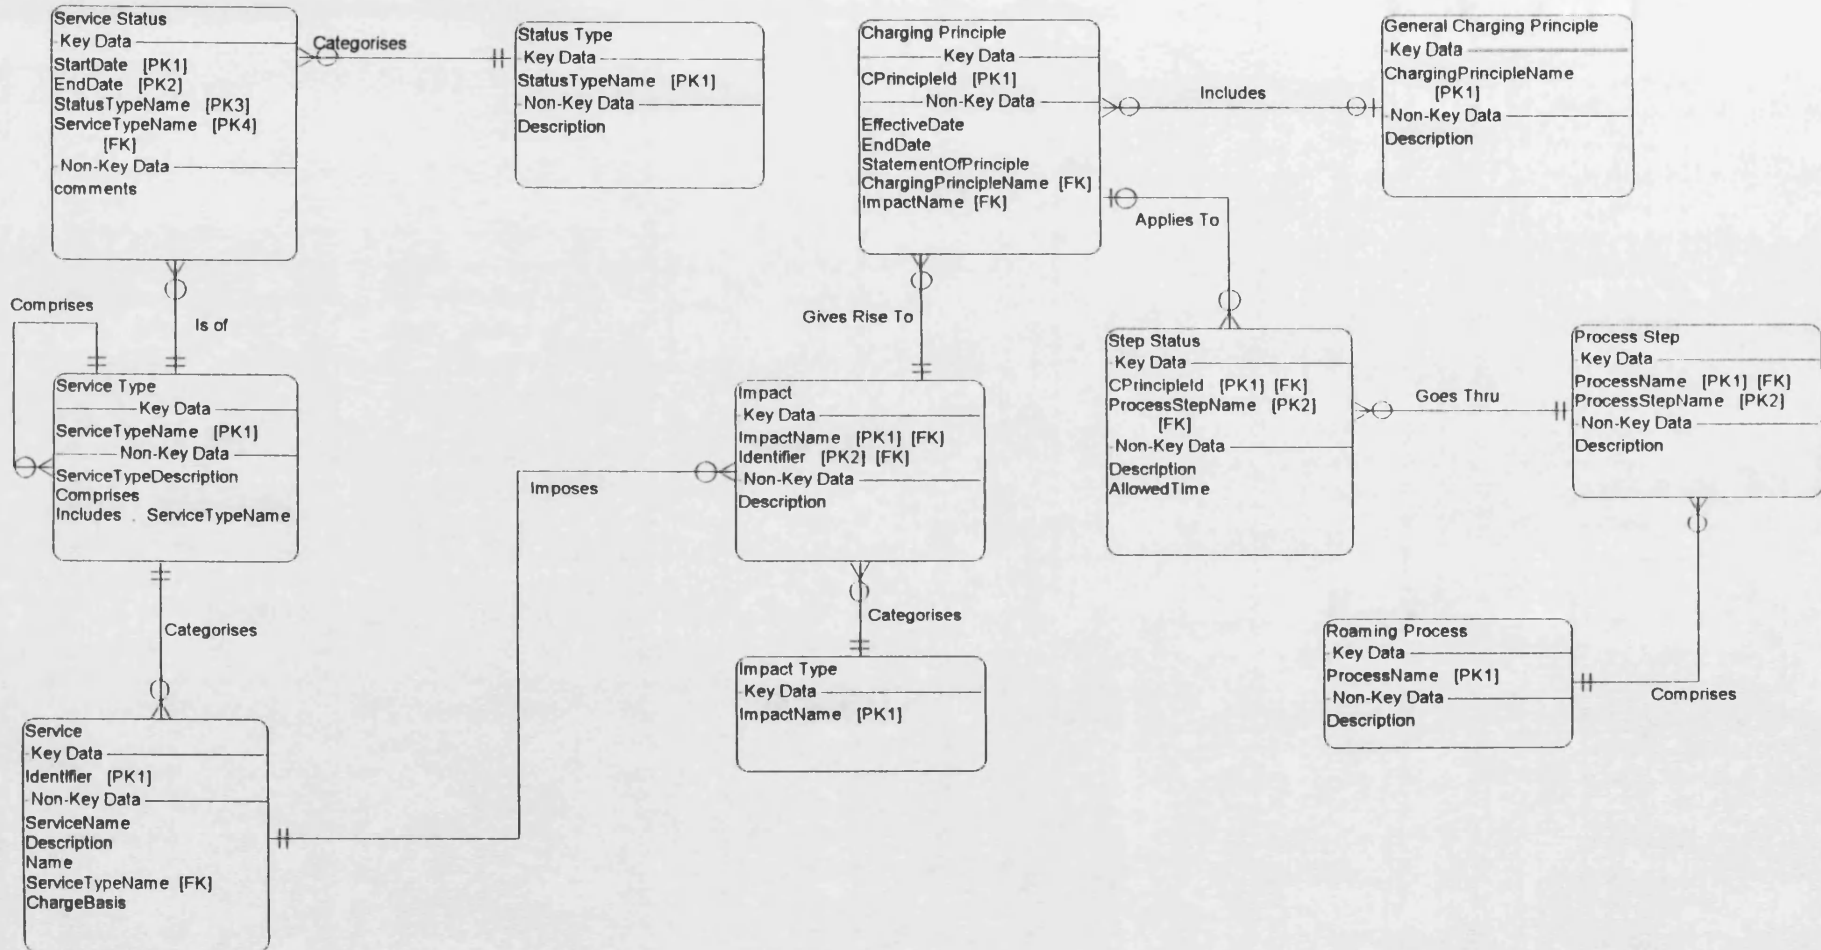 Service Status
Key Data
StartDate [PK1]
EndDate [PK2]
StatusTypeName [PK3]
ServiceTypeName [PK4]
[FK]
Non-Key Data
comments
Categorises
Status Type
Key Data
StatusTypeName [PK1]
Non-Key Data
Description
Charging Principle
Key Data
CPrincipleId [PK1]
Non-Key Data
EffectiveDate
EndDate
StatementOfPrinciple
ChargingPrincipleName [FK]
ImpactName [FK]
Includes
General Charging Principle
Key Data
ChargingPrincipleName
[PK1]
Non-Key Data
Description
Applies To
Comprises
Is of
Gives Rise To
Service Type
Key Data
ServiceTypeName [PK1]
Non-Key Data
ServiceTypeDescription
Comprises
Includes . ServiceTypeName
Imposes
Impact
Key Data
ImpactName [PK1] [FK]
Identifier [PK2] [FK]
Non-Key Data
Description
Step Status
Key Data
CPrincipleId [PK1] [FK]
ProcessStepName [PK2]
[FK]
Non-Key Data
Description
AllowedTime
Goes Thru
Process Step
Key Data
ProcessName [PK1] [FK]
ProcessStepName [PK2]
Non-Key Data
Description
Categorises
Categorises
Impact Type
Key Data
ImpactName [PK1]
Roaming Process
Key Data
ProcessName [PK1]
Non-Key Data
Description
Comprises
Service
Key Data
Identifier [PK1]
Non-Key Data
ServiceName
Description
Name
ServiceTypeName [FK]
ChargeBasis